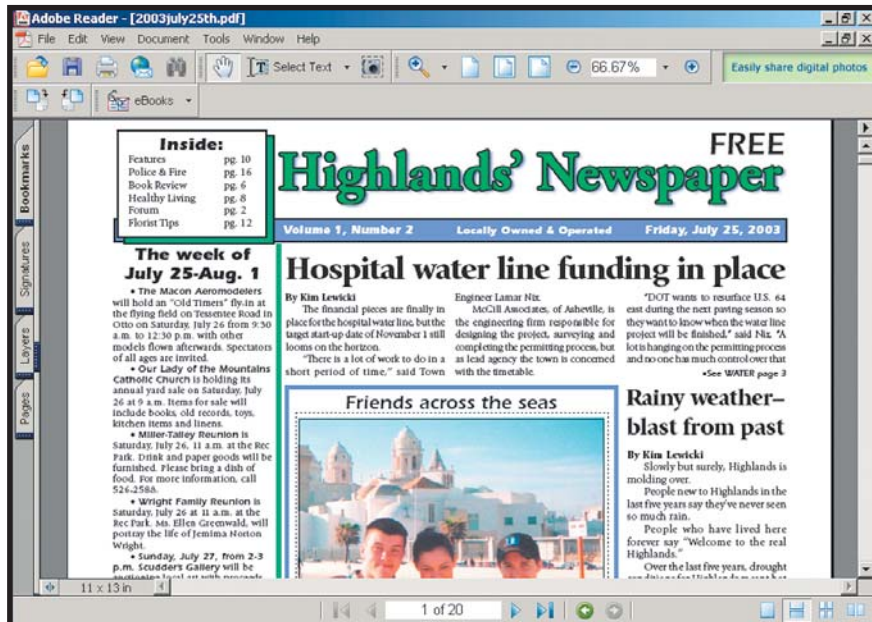 Adobe Reader - [2003july25th.pdf]
File Edit View Document Tools Window Help
Select Text
66.67%
Easily share digital photos
eBooks
Bookmarks
Signatures
Layers
Pages
Inside:
Features pg. 10
Police & Fire pg. 16
Book Review pg. 6
Healthy Living pg. 8
Forum pg. 2
Florist Tips pg. 12
FREE
Highlands' Newspaper
Volume 1, Number 2 Locally Owned & Operated Friday, July 25, 2003
The week of
July 25-Aug. 1
• The Macon Aeromodelers
will hold an "Old Timers" fly-in at
the flying field on Tessentee Road in
Otto on Saturday, July 26 from 9:30
a.m. to 12:30 p.m. with other
models flown afterwards. Spectators
of all ages are invited.
• Our Lady of the Mountains
Catholic Church is holding its
annual yard sale on Saturday, July
26 at 9 a.m. Items for sale will
include books, old records, toys,
kitchen items and linens.
• Miller-Talley Reunion is
Saturday, July 26, 11 a.m. at the Rec
Park. Drink and paper goods will be
furnished. Please bring a dish of
food. For more information, call
526-2588.
• Wright Family Reunion is
Saturday, July 26 at 11 a.m. at the
Rec Park. Ms. Ellen Greenwald, will
portray the life of Jemima Norton
Wright.
• Sunday, July 27, from 2-3
p.m. Scudders Gallery will be
Hospital water line funding in place
By Kim Lewicki
The financial pieces are finally in
place for the hospital water line, but the
target start-up date of November 1 still
looms on the horizon.
"There is a lot of work to do in a
short period of time," said Town
Engineer Lamar Nix.
McGill Associates, of Asheville, is
the engineering firm responsible for
designing the project, surveying and
completing the permitting process, but
as lead agency the town is concerned
with the timetable.
"DOT wants to resurface U.S. 64
east during the next paving season so
they want to know when the water line
project will be finished," said Nix. "A
lot is hanging on the permitting process
and no one has much control over that
•See WATER page 3
Friends across the seas
Rainy weather–
blast from past
By Kim Lewicki
Slowly but surely, Highlands is
molding over.
People new to Highlands in the
last five years say they've never seen
so much rain.
People who have lived here
forever say "Welcome to the real
Highlands."
Over the last five years, drought
11 x 13 in
1 of 20